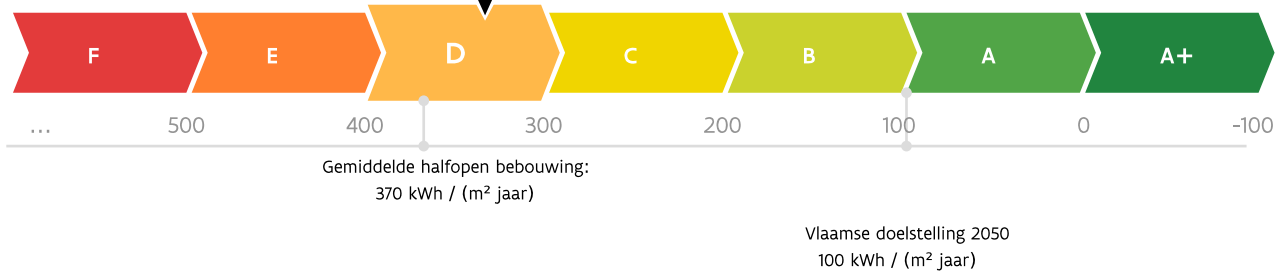 F E D C B A A+
... 500 400 300 200 100 0 -100
Gemiddelde halfopen bebouwing:
370 kWh / (m² jaar)
Vlaamse doelstelling 2050
100 kWh / (m² jaar)